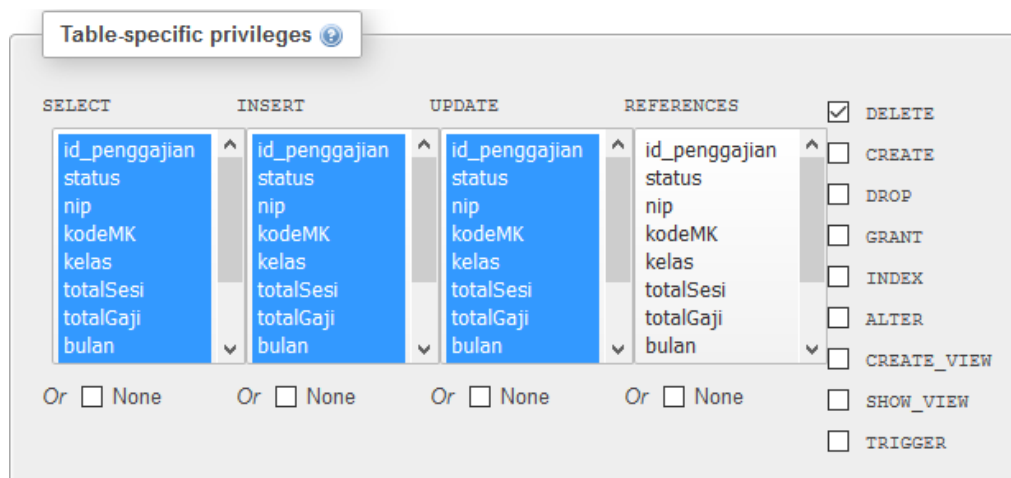 Table-specific privileges
SELECT
id_penggajian
status
nip
kodeMK
kelas
totalSesi
totalGaji
bulan
Or None
INSERT
id_penggajian
status
nip
kodeMK
kelas
totalSesi
totalGaji
bulan
Or None
UPDATE
id_penggajian
status
nip
kodeMK
kelas
totalSesi
totalGaji
bulan
Or None
REFERENCES
id_penggajian
status
nip
kodeMK
kelas
totalSesi
totalGaji
bulan
Or None
DELETE
CREATE
DROP
GRANT
INDEX
ALTER
CREATE_VIEW
SHOW_VIEW
TRIGGER